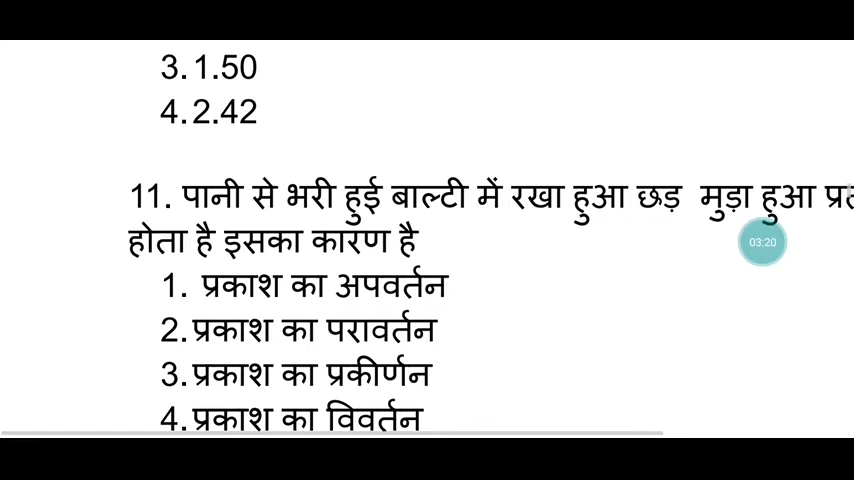 3. 1.50
4. 2.42
11. पानी से भरी हुई बाल्टी में रखा हुआ छड़ मुड़ा हुआ
होता है इसका कारण है
03:20
1. प्रकाश का अपवर्तन
2. प्रकाश का परावर्तन
3. प्रकाश का प्रकीर्णन
4. प्रकाश का विवर्तन